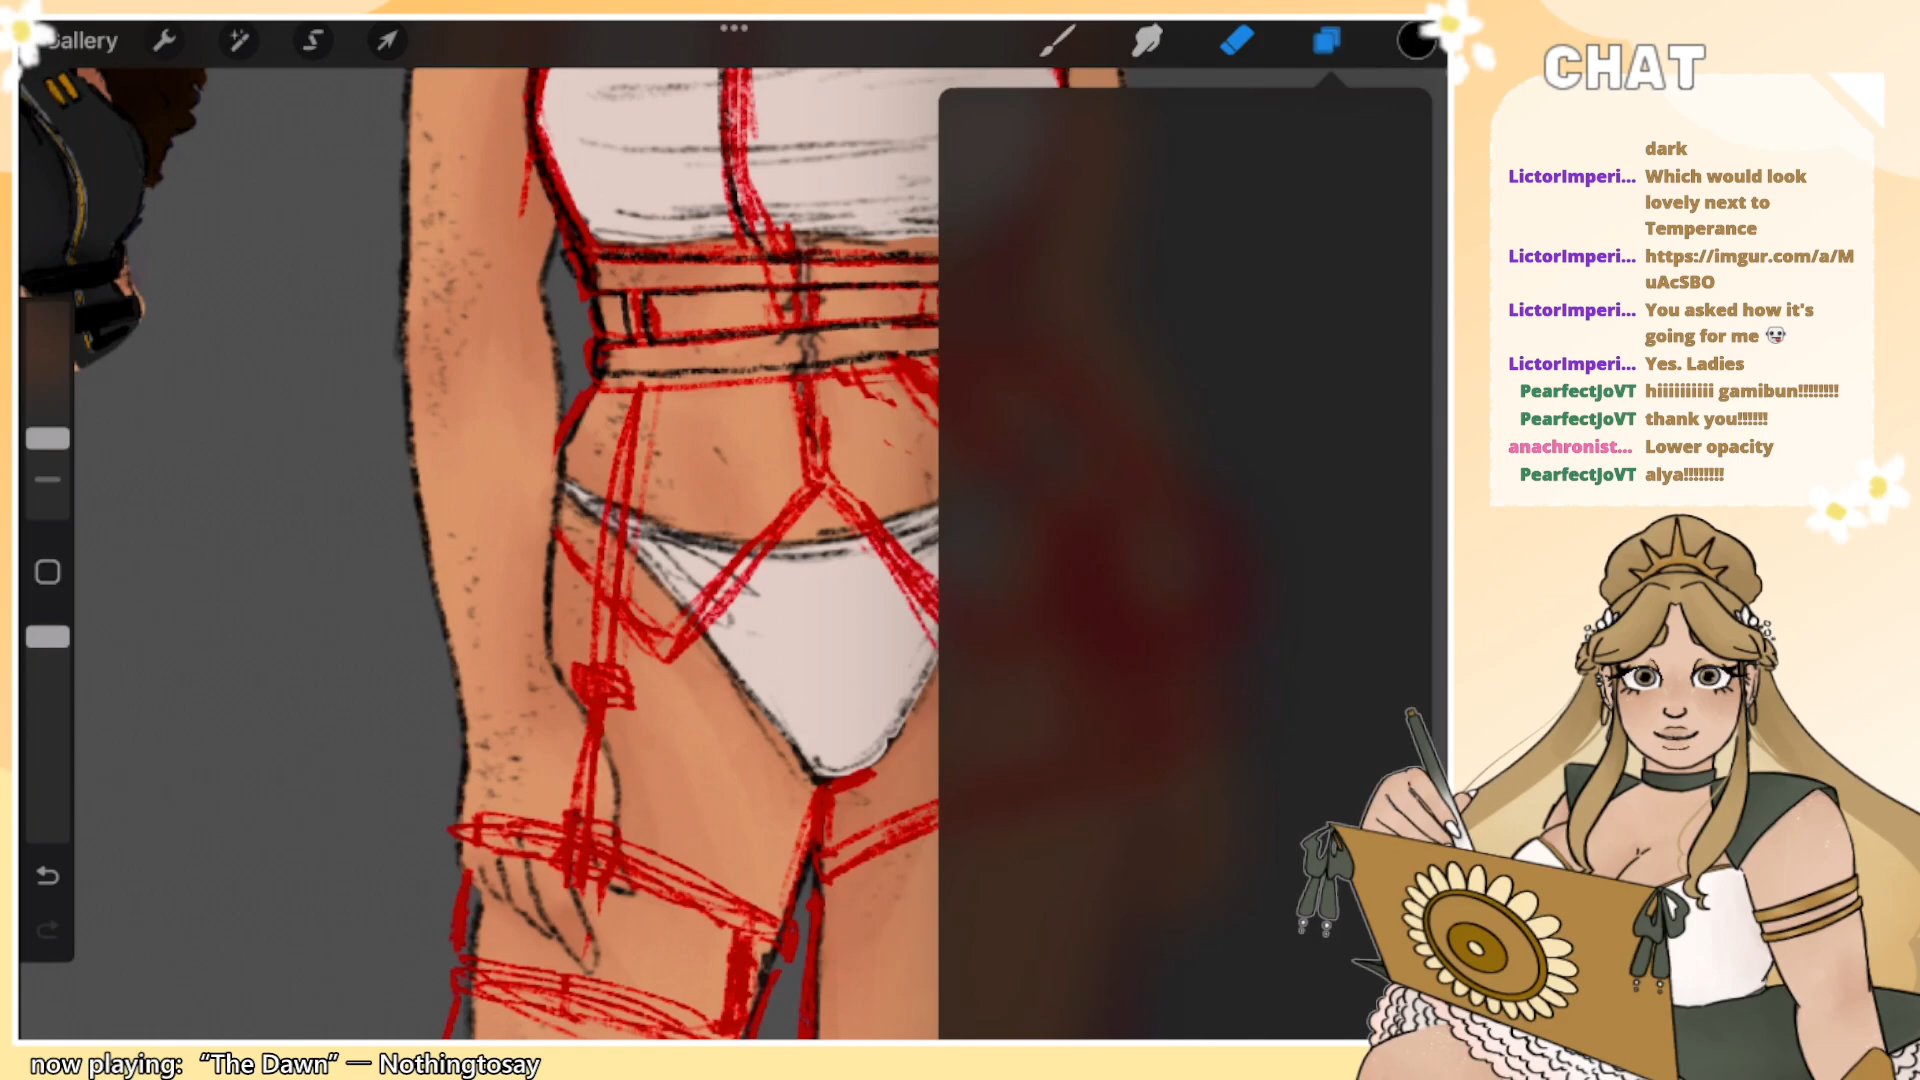 Gallery
CHAT
dark
LictorImperi... Which would look
lovely next to
Temperance
LictorImperi... https://imgur.com/a/M
uAcSBO
LictorImperi... You asked how it's
going for me
LictorImperi... Yes. Ladies
PearfectJoVT hiiiiiiiiii gamibun!!!!!!!!
PearfectJoVT thank you!!!!!!
anachronist... Lower opacity
PearfectJoVT alya!!!!!!!!
now playing: “The Dawn” — Nothingtosay